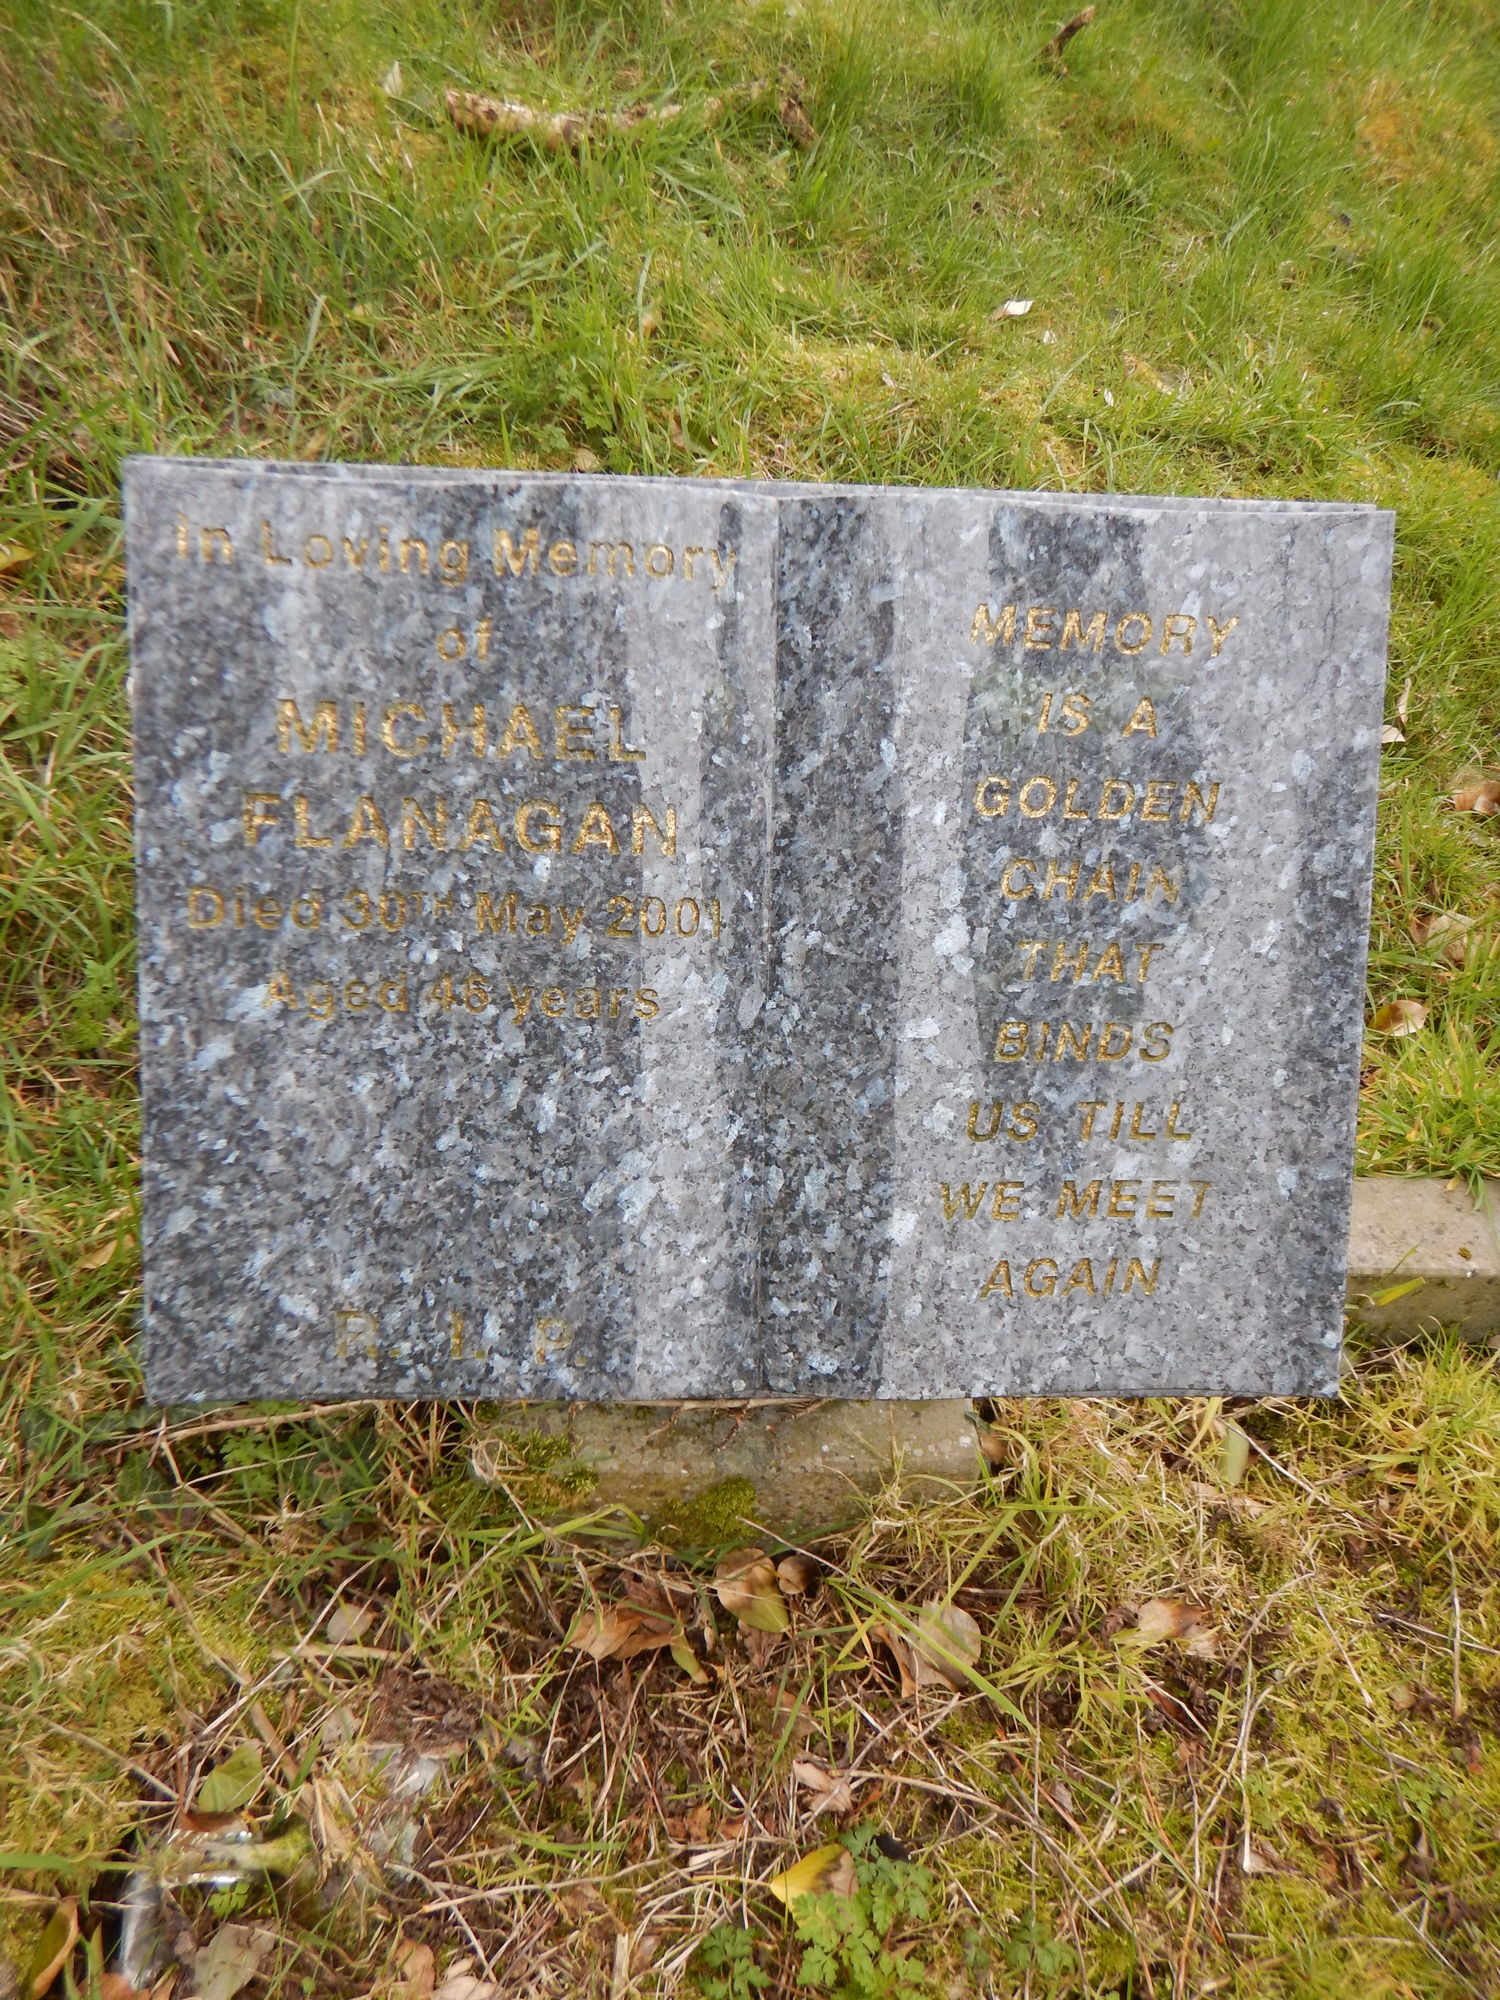 In Loving Memory
of
MICHAEL
FLANAGAN
Died 30TH May 2001
Aged 46 years
R. I. P.
MEMORY
IS A
GOLDEN
CHAIN
THAT
BINDS
US TILL
WE MEET
AGAIN